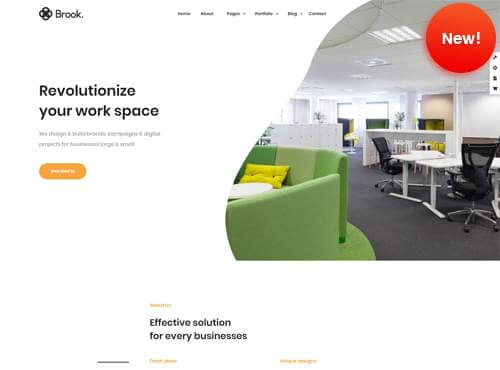 Brook.
Home About Pages Portfolio Blog Contact
New!
Revolutionize
your work space
We design & build brands, campaigns & digital
projects for businesses large & small!
More about us
About Us
Effective solution
for every businesses
Fresh Ideas
Unique designs